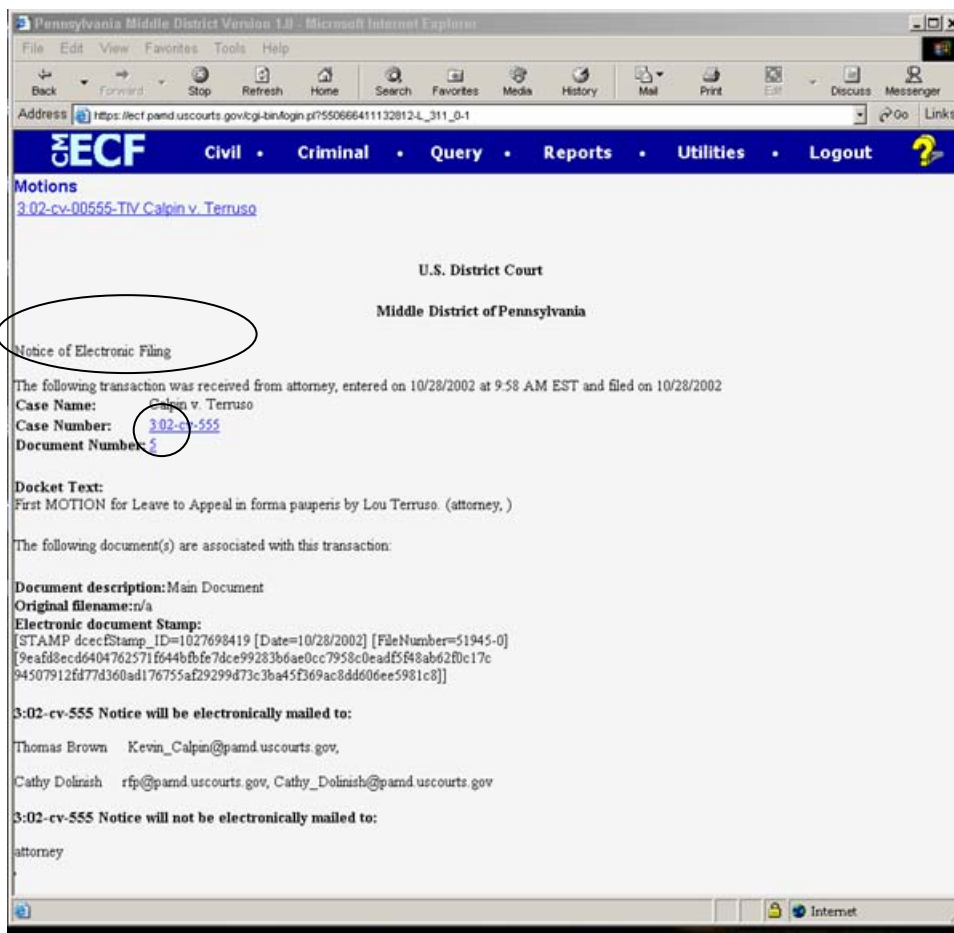 Pennsylvania Middle District Version 1.0 - Microsoft Internet Explorer
File Edit View Favorites Tools Help
Back Forward Stop Refresh Home Search Favorites Media History Mail Print Edit Discuss Messenger
Address https://ecf.pamd.uscourts.gov/cgi-bin/login.pl?550666411132812-L_311_0-1 Go Links
CM ECF Civil • Criminal • Query • Reports • Utilities • Logout ?
Motions
3:02-cv-00555-TIV Calpin v. Terruso
U.S. District Court
Middle District of Pennsylvania
Notice of Electronic Filing
The following transaction was received from attorney, entered on 10/28/2002 at 9:58 AM EST and filed on 10/28/2002
Case Name: Calpin v. Terruso
Case Number: 3:02-cv-555
Document Number: 5
Docket Text:
First MOTION for Leave to Appeal in forma pauperis by Lou Terruso. (attorney, )
The following document(s) are associated with this transaction:
Document description:Main Document
Original filename:n/a
Electronic document Stamp:
[STAMP dcecfStamp_ID=1027698419 [Date=10/28/2002] [FileNumber=51945-0]
[9eafd8ecd6404762571f644bfbfe7dce99283b6ae0cc7958c0eadf5f48ab62f0c17c
94507912fd77d360ad176755af29299d73c3ba45f369ac8dd606ee5981c8]]
3:02-cv-555 Notice will be electronically mailed to:
Thomas Brown Kevin_Calpin@pamd.uscourts.gov,
Cathy Dolinish rfp@pamd.uscourts.gov, Cathy_Dolinish@pamd.uscourts.gov
3:02-cv-555 Notice will not be electronically mailed to:
attorney
,
Internet